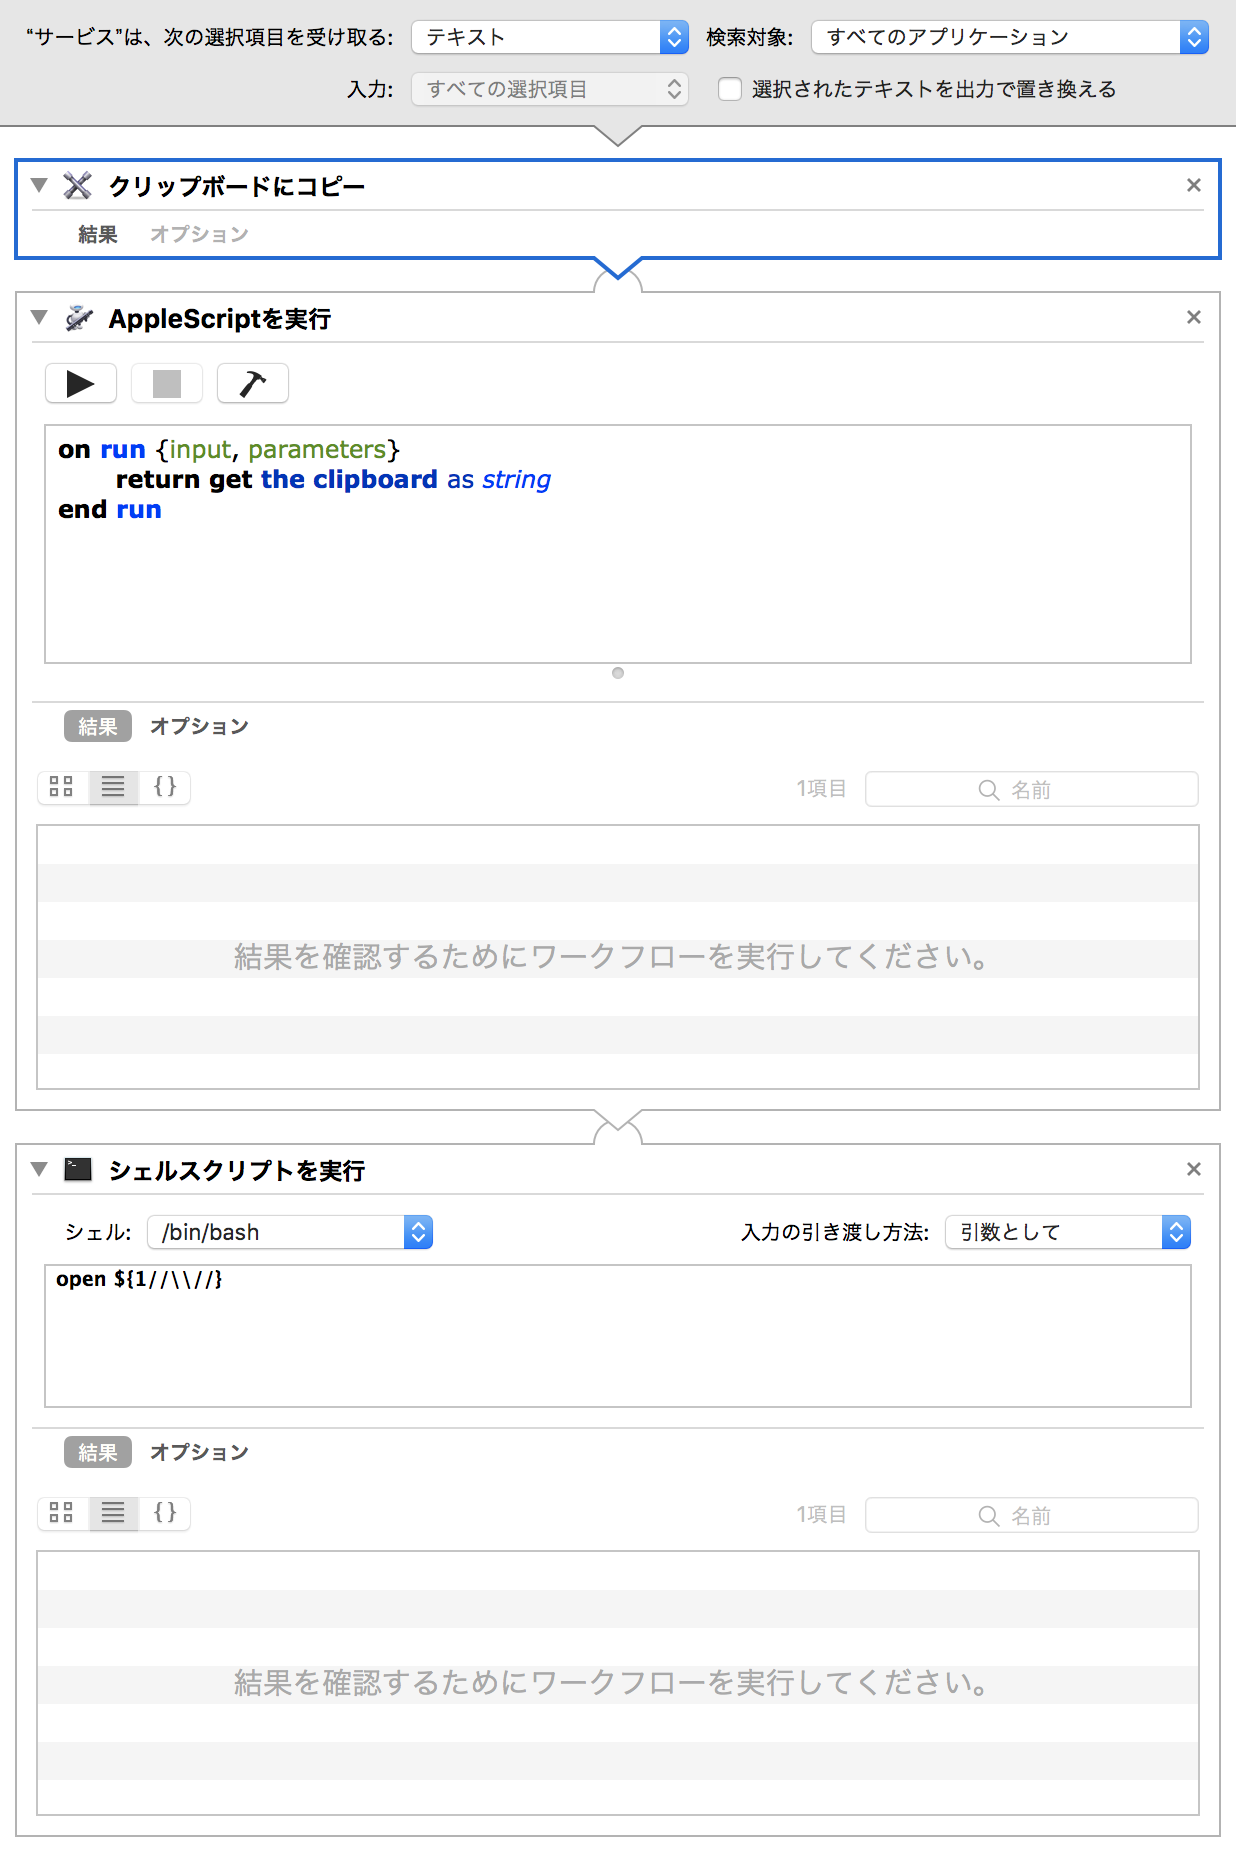 “サービス”は、次の選択項目を受け取る: テキスト 検索対象: すべてのアプリケーション
入力: すべての選択項目 選択されたテキストを出力で置き換える
クリップボードにコピー
結果 オプション
AppleScriptを実行
on run {input, parameters}
return get the clipboard as string
end run
結果 オプション
{} 1項目 名前
結果を確認するためにワークフローを実行してください。
シェルスクリプトを実行
シェル: /bin/bash 入力の引き渡し方法: 引数として
open ${1//\\//}
結果 オプション
{} 1項目 名前
結果を確認するためにワークフローを実行してください。